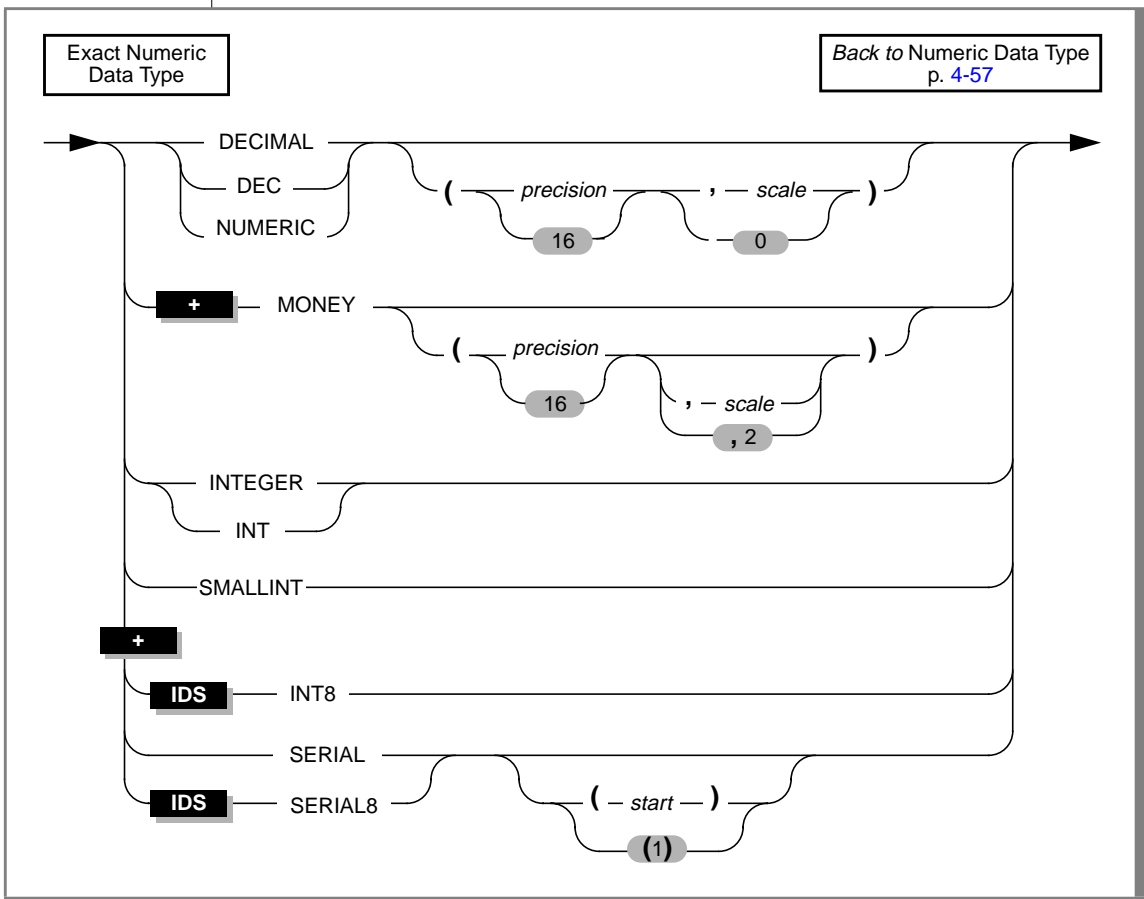 Exact Numeric
Data Type
Back to Numeric Data Type
p. 4-57
DECIMAL
DEC
NUMERIC
( precision , scale )
16 0
+ MONEY
( precision )
, scale
16
, 2
INTEGER
INT
SMALLINT
+
IDS INT8
SERIAL
IDS SERIAL8
( start )
(1)